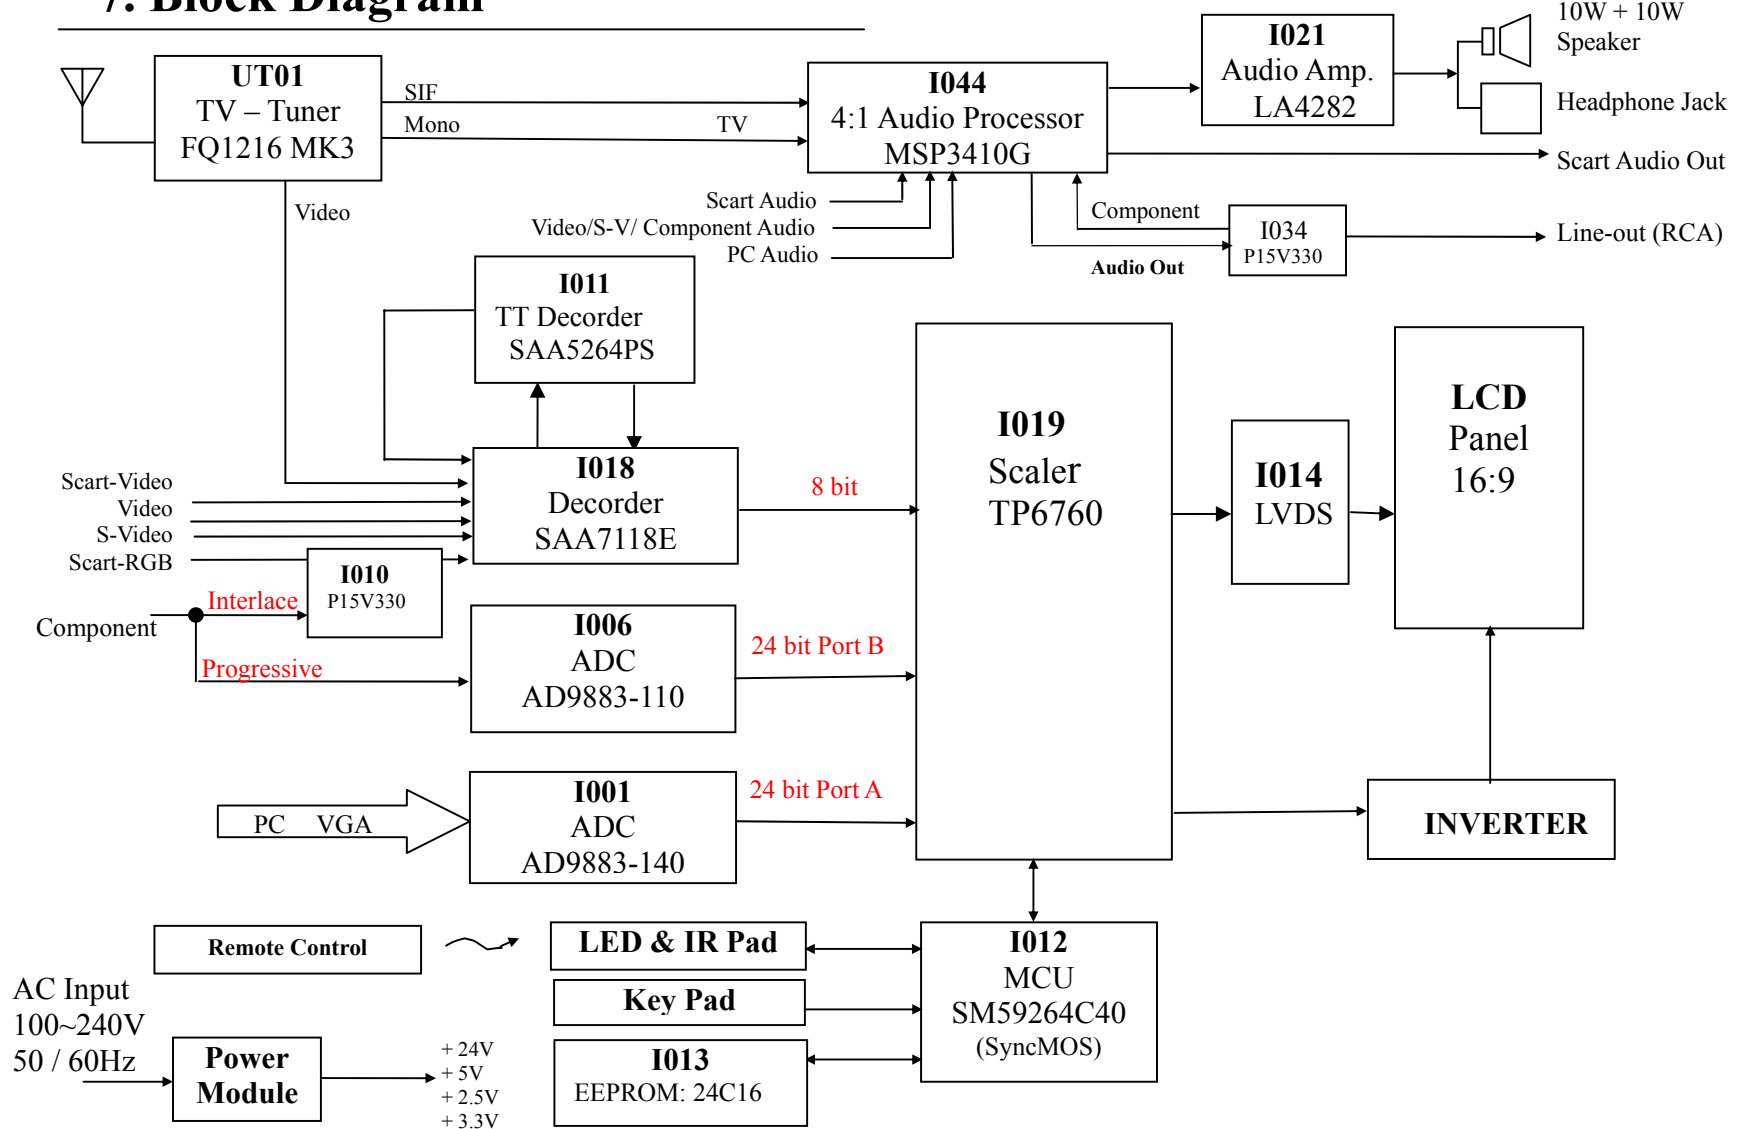 7. Block Diagram
10W + 10W
Speaker
Headphone Jack
Scart Audio Out
Line-out (RCA)
UT01
TV – Tuner
FQ1216 MK3
SIF
Mono
TV
I044
4:1 Audio Processor
MSP3410G
I021
Audio Amp.
LA4282
Video
Scart Audio
Video/S-V/ Component Audio
PC Audio
Component
Audio Out
I034
P15V330
I011
TT Decorder
SAA5264PS
I018
Decorder
SAA7118E
8 bit
Scart-Video
Video
S-Video
Scart-RGB
Component
Interlace
Progressive
I010
P15V330
I006
ADC
AD9883-110
24 bit Port B
I001
ADC
AD9883-140
24 bit Port A
PC VGA
I019
Scaler
TP6760
I014
LVDS
LCD
Panel
16:9
INVERTER
Remote Control
LED & IR Pad
Key Pad
I013
EEPROM: 24C16
I012
MCU
SM59264C40
(SyncMOS)
AC Input
100~240V
50 / 60Hz
Power
Module
+ 24V
+ 5V
+ 2.5V
+ 3.3V